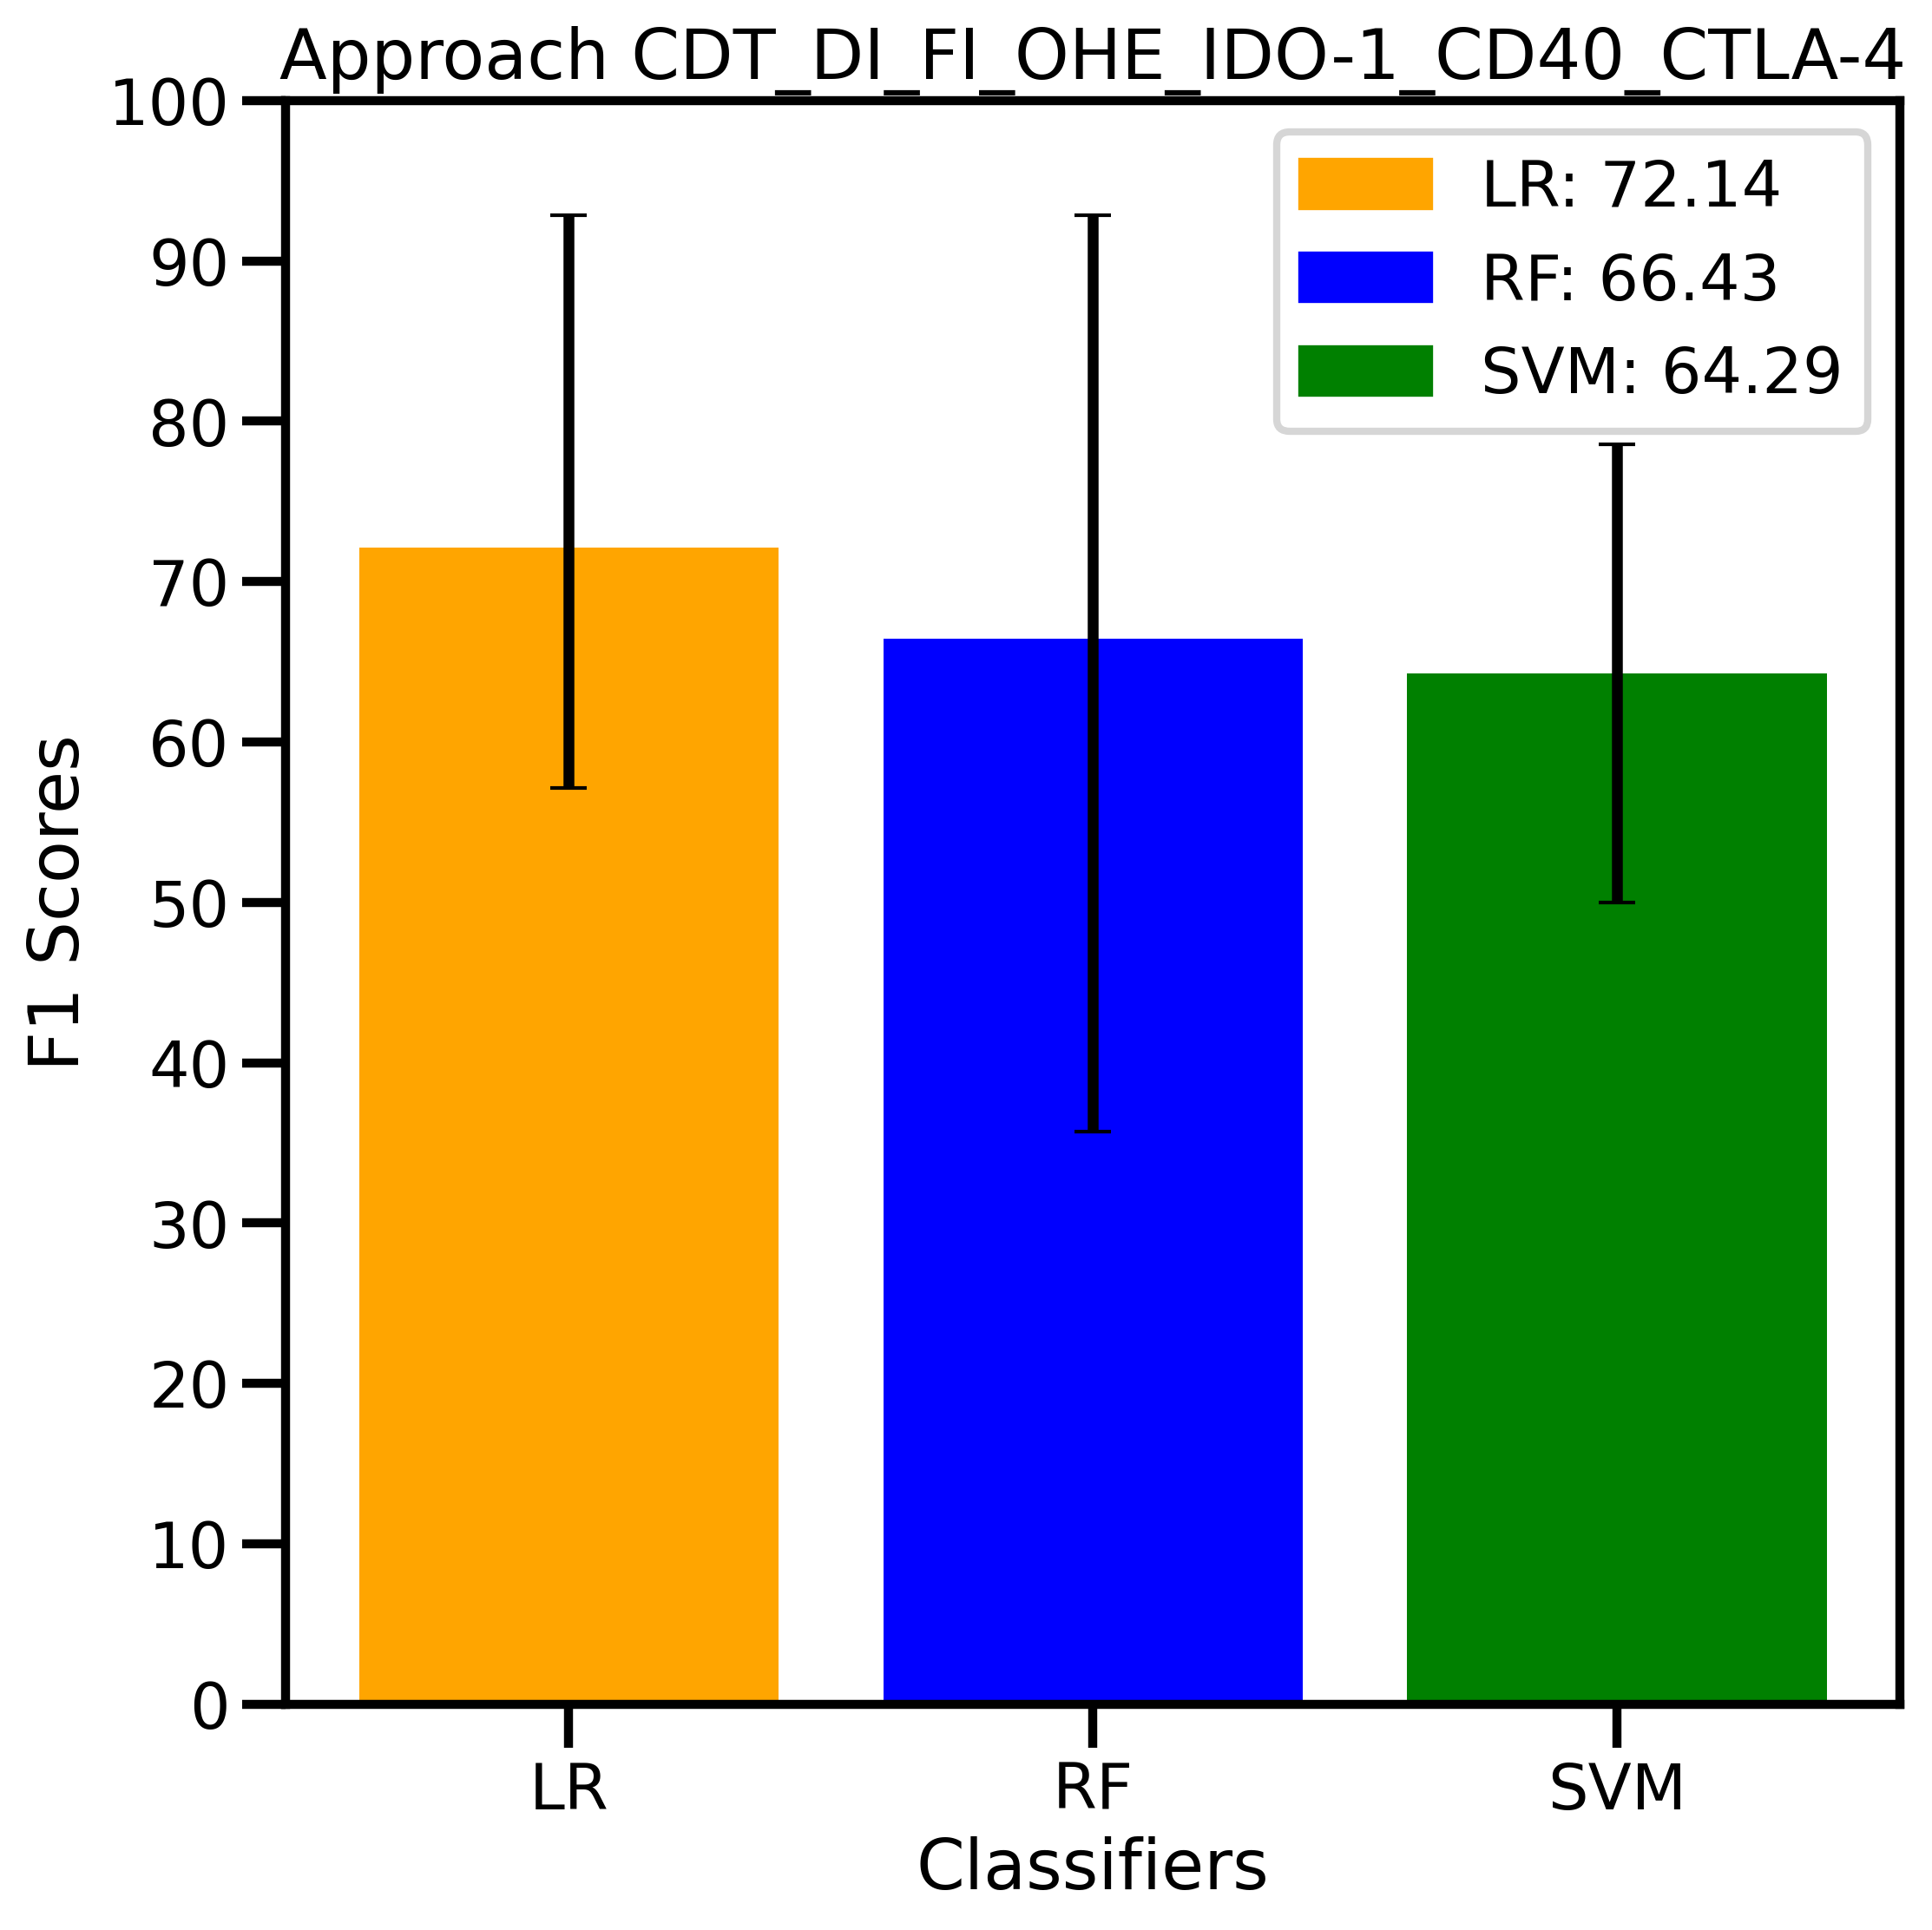 Approach CDT_DI_FI_OHE_IDO-1_CD40_CTLA-4
LR: 72.14
RF: 66.43
SVM: 64.29
F1 Scores
100
90
80
70
60
50
40
30
20
10
0
LR
RF
SVM
Classifiers